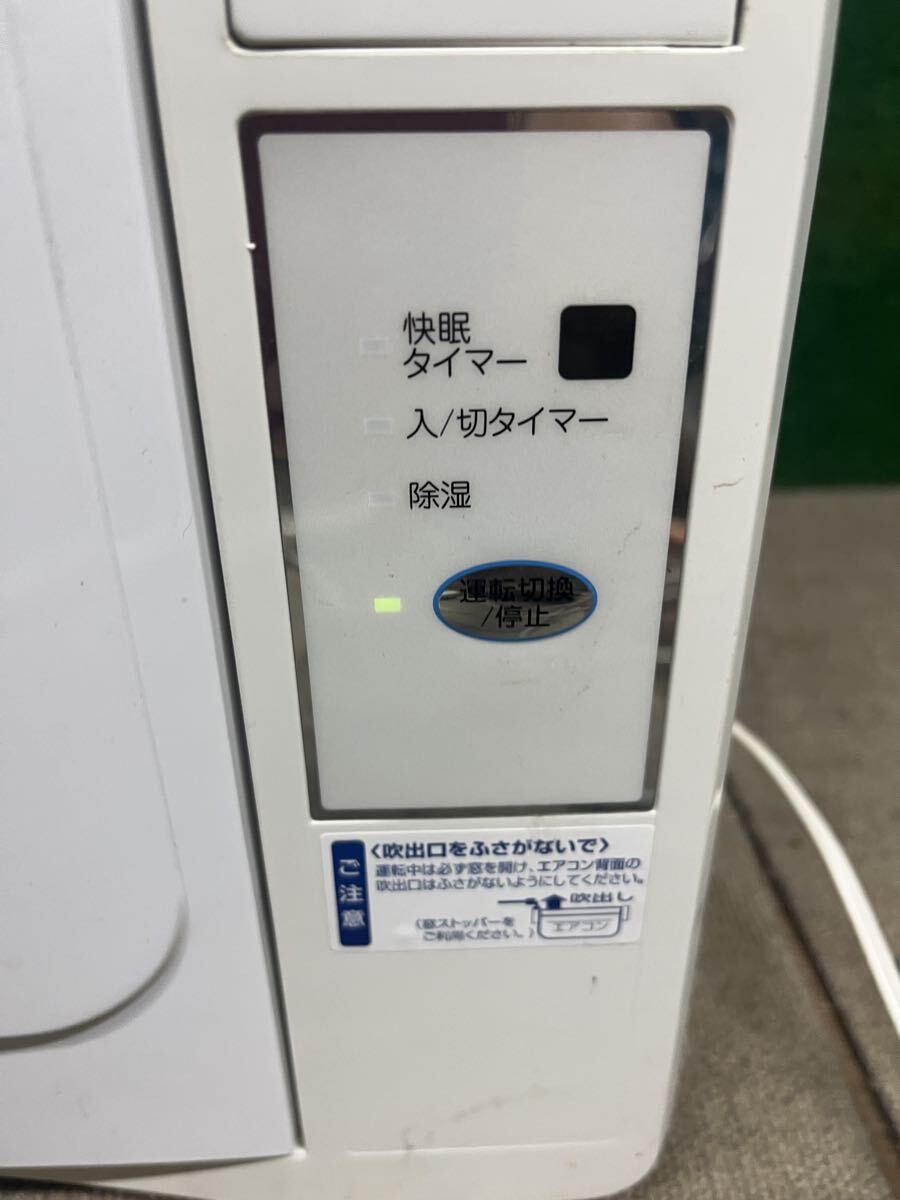 快眠
タイマー
入/切タイマー
除湿
運転切換
/停止
ご注意
〈吹出口をふさがないで〉
運転中は必ず窓を開け、エアコン背面の
吹出口はふさがないようにしてください。
吹出し
(窓ストッパーを
ご利用ください。)
エアコン